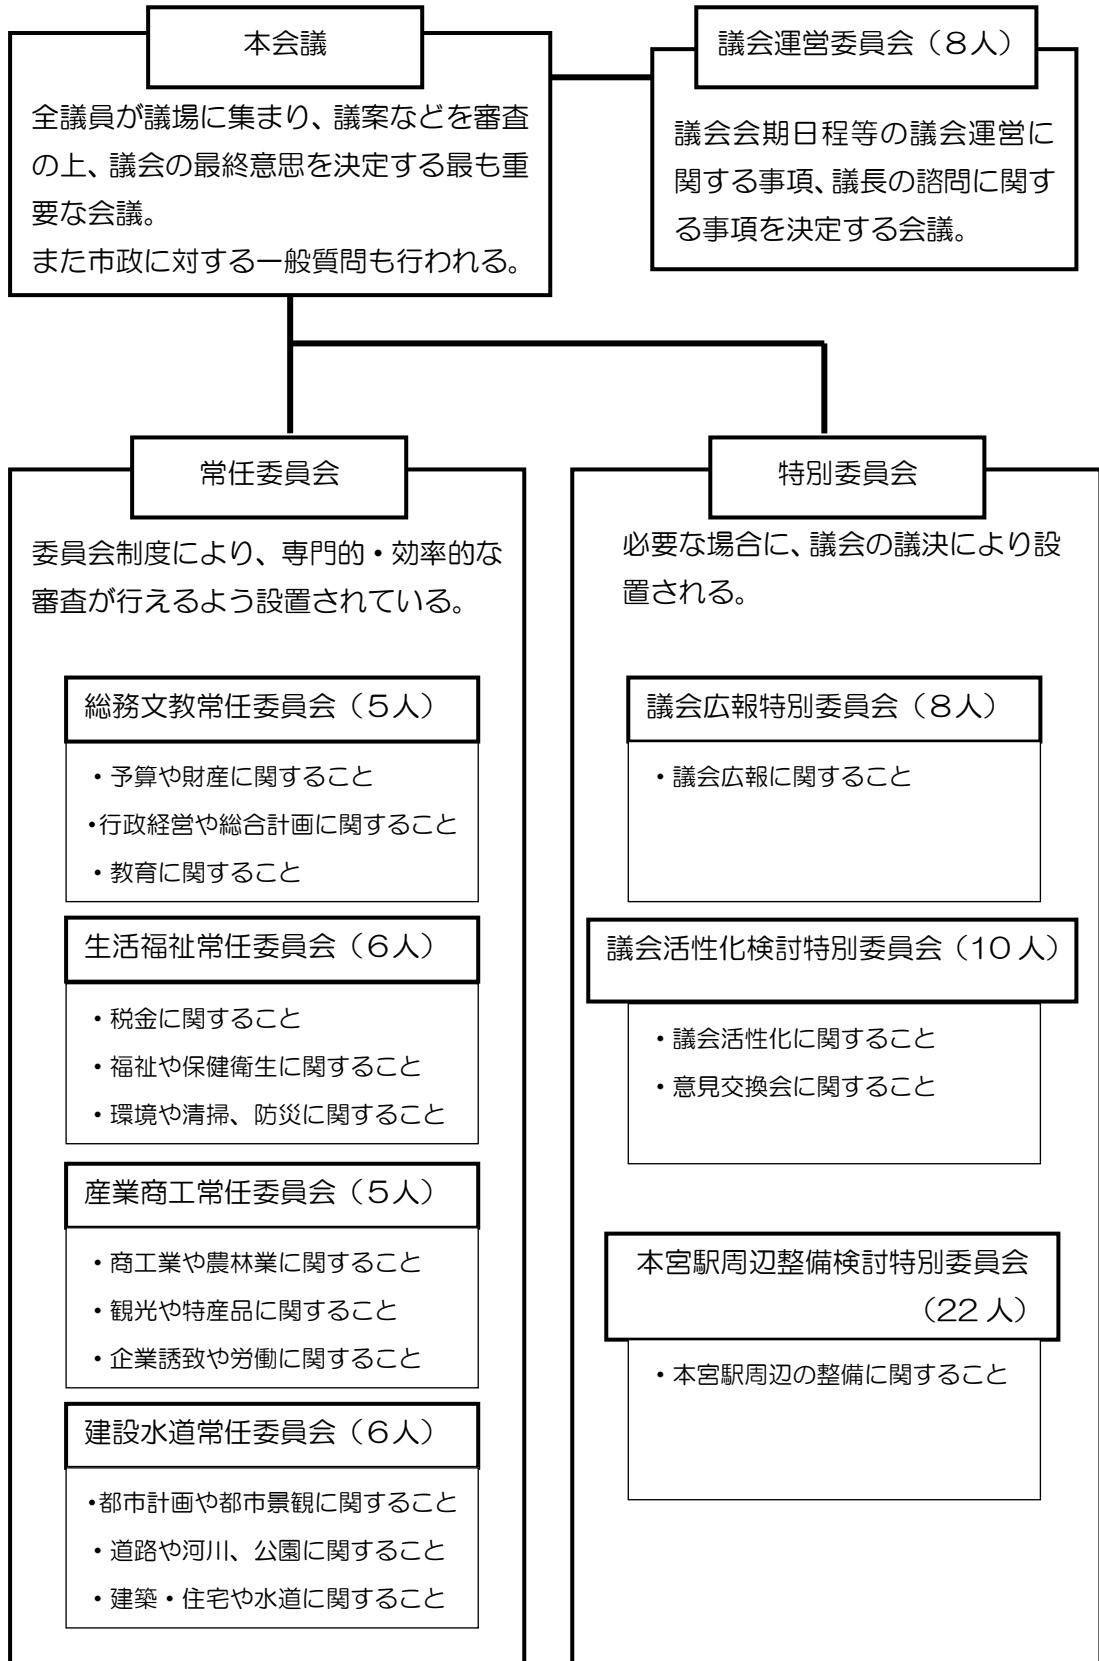 本会議
全議員が議場に集まり、議案などを審査
の上、議会の最終意思を決定する最も重
要な会議。
また市政に対する一般質問も行われる。
議会運営委員会（８人）
議会会期日程等の議会運営に
関する事項、議長の諮問に関す
る事項を決定する会議。
常任委員会
委員会制度により、専門的・効率的な
審査が行えるよう設置されている。
総務文教常任委員会（５人）
・予算や財産に関すること
・行政経営や総合計画に関すること
・教育に関すること
生活福祉常任委員会（６人）
・税金に関すること
・福祉や保健衛生に関すること
・環境や清掃、防災に関すること
産業商工常任委員会（５人）
・商工業や農林業に関すること
・観光や特産品に関すること
・企業誘致や労働に関すること
建設水道常任委員会（６人）
・都市計画や都市景観に関すること
・道路や河川、公園に関すること
・建築・住宅や水道に関すること
特別委員会
必要な場合に、議会の議決により設
置される。
議会広報特別委員会（８人）
・議会広報に関すること
議会活性化検討特別委員会（10 人）
・議会活性化に関すること
・意見交換会に関すること
本宮駅周辺整備検討特別委員会
（22 人）
・本宮駅周辺の整備に関すること